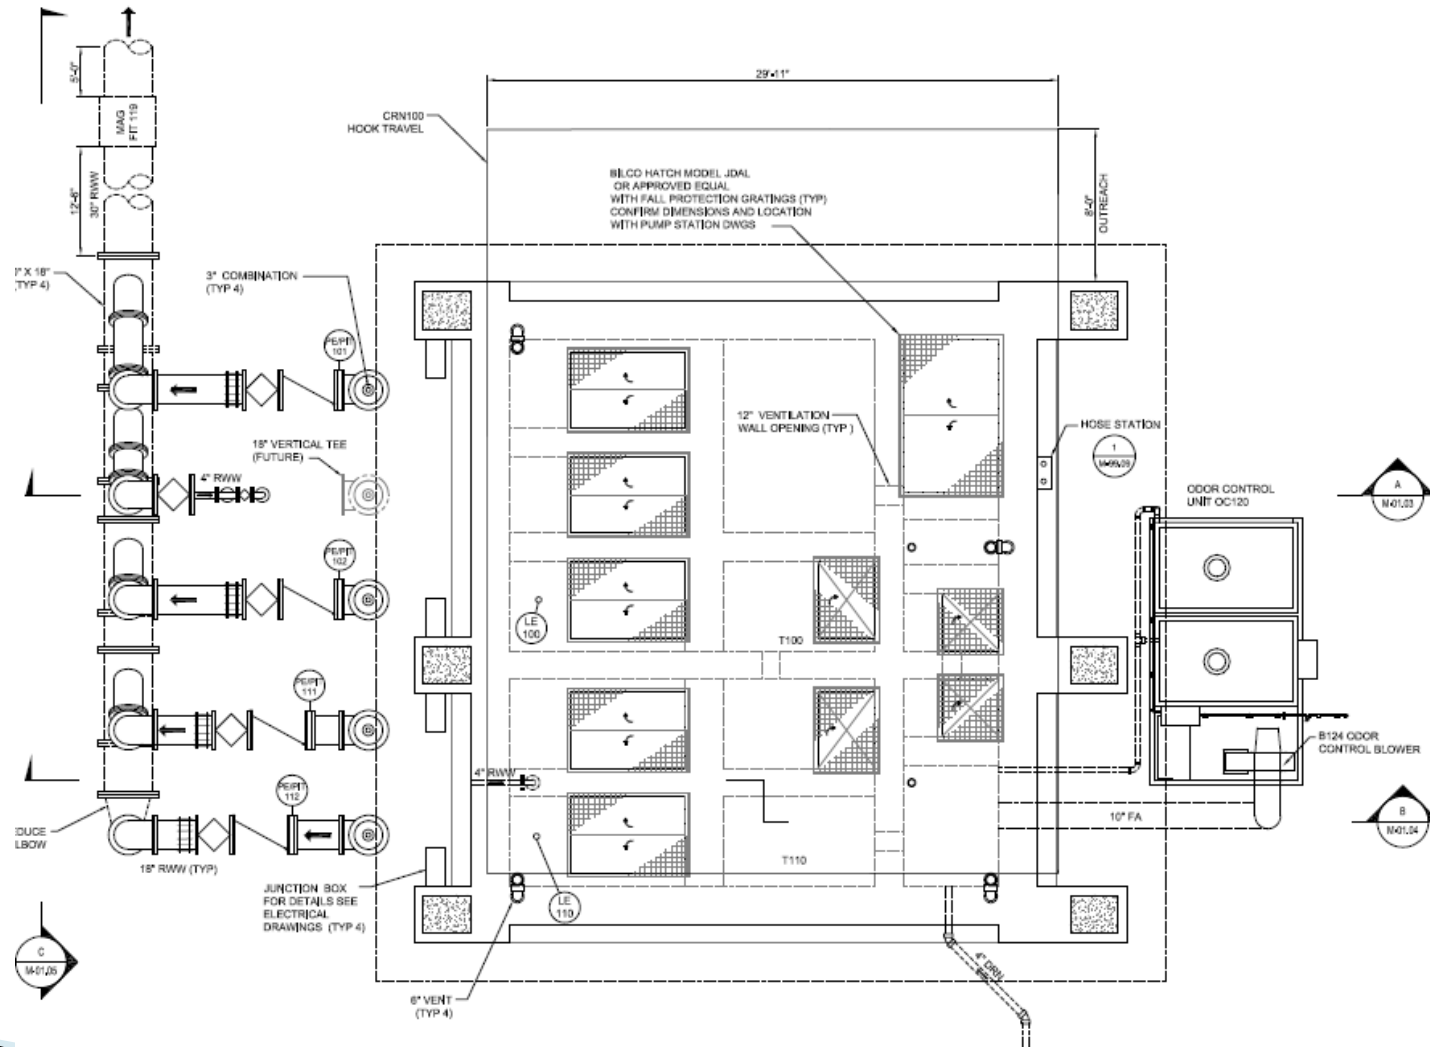 29'-11"
5'-0"
MAG
FIT 119
CRN100
HOOK TRAVEL
12'-6"
30" RWW
BILCO HATCH MODEL JDAL
OR APPROVED EQUAL
WITH FALL PROTECTION GRATINGS (TYP)
CONFIRM DIMENSIONS AND LOCATION
WITH PUMP STATION DWGS
8'-0"
OUTREACH
" X 18"
(TYP 4)
3" COMBINATION
(TYP 4)
PE/PIT
101
12" VENTILATION
WALL OPENING (TYP )
HOSE STATION
1
M-99.09
18" VERTICAL TEE
(FUTURE)
4" RWW
ODOR CONTROL
UNIT OC120
A
M-01.03
PE/PIT
102
LE
100
T100
PE/PIT
111
B124 ODOR
CONTROL BLOWER
4" RWW
PE/PIT
112
10" FA
B
M-01.04
DUCE
LBOW
18" RWW (TYP)
T110
JUNCTION BOX
FOR DETAILS SEE
ELECTRICAL
DRAWINGS (TYP 4)
LE
110
C
M-01.05
4" DRN
6" VENT
(TYP 4)